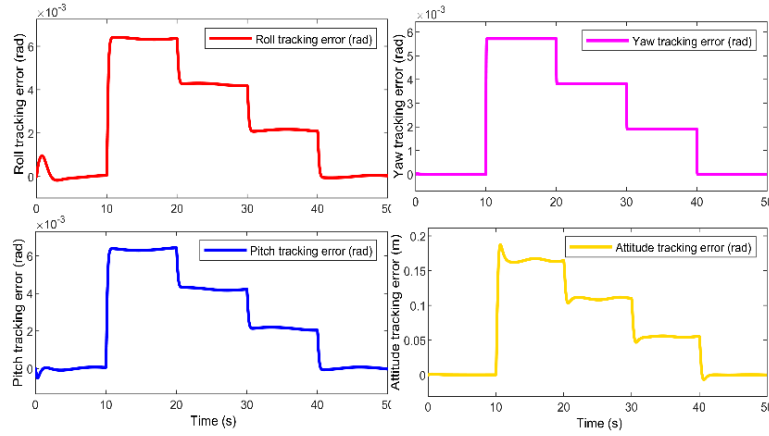 ×10⁻³
Roll tracking error (rad)
Roll tracking error (rad)
6
4
2
0
0 10 20 30 40 50
×10⁻³
Yaw tracking error (rad)
Yaw tracking error (rad)
6
5
4
3
2
1
0
0 10 20 30 40 50
×10⁻³
Pitch tracking error (rad)
Pitch tracking error (rad)
6
4
2
0
0 10 20 30 40 50
Time (s)
Attitude tracking error (m)
Attitude tracking error (rad)
0.2
0.15
0.1
0.05
0
0 10 20 30 40 50
Time (s)